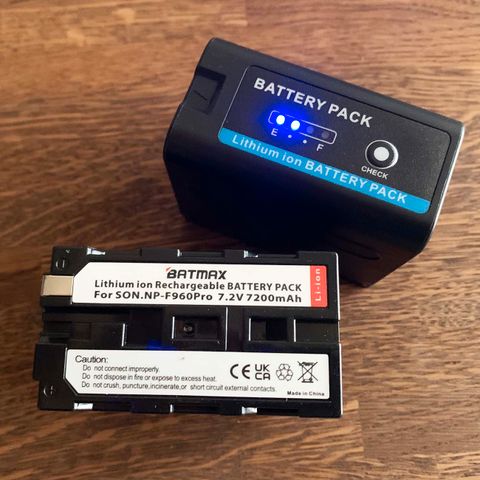 BATTERY PACK
E F
Lithium ion BATTERY PACK
CHECK
BATMAX
Lithium ion Rechargeable BATTERY PACK
For SON.NP-F960Pro 7.2V 7200mAh
Li-ion
Caution:
Do not connect improperly.
Do not dispose in fire or expose to excess heat.
Do not crush, puncture,incinerate,or short circuit external contacts.
CE UK CA
Made in China
BATMAX